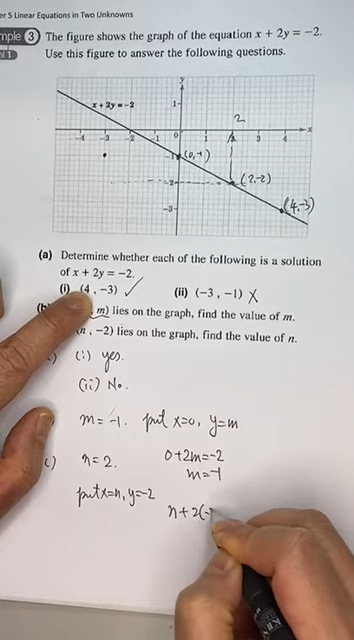 er 5 Linear Equations in Two Unknowns
mple 3 The figure shows the graph of the equation x + 2y = −2.
Use this figure to answer the following questions.
y
x + 2y = −2
1
2
−4 −3 −2 −1 0 3 4 x
−1 (0,-1)
−2 (2,-2)
−3 (4,-3)
(a) Determine whether each of the following is a solution
of x + 2y = −2.
(i) (4 , −3) ✓ (ii) (−3 , −1) X
m) lies on the graph, find the value of m.
(n , −2) lies on the graph, find the value of n.
(i) yes.
(ii) No.
m = -1. put x=0, y=m
0+2m=-2
c) n = 2. m=-1
put x=n, y=-2
n+2(-